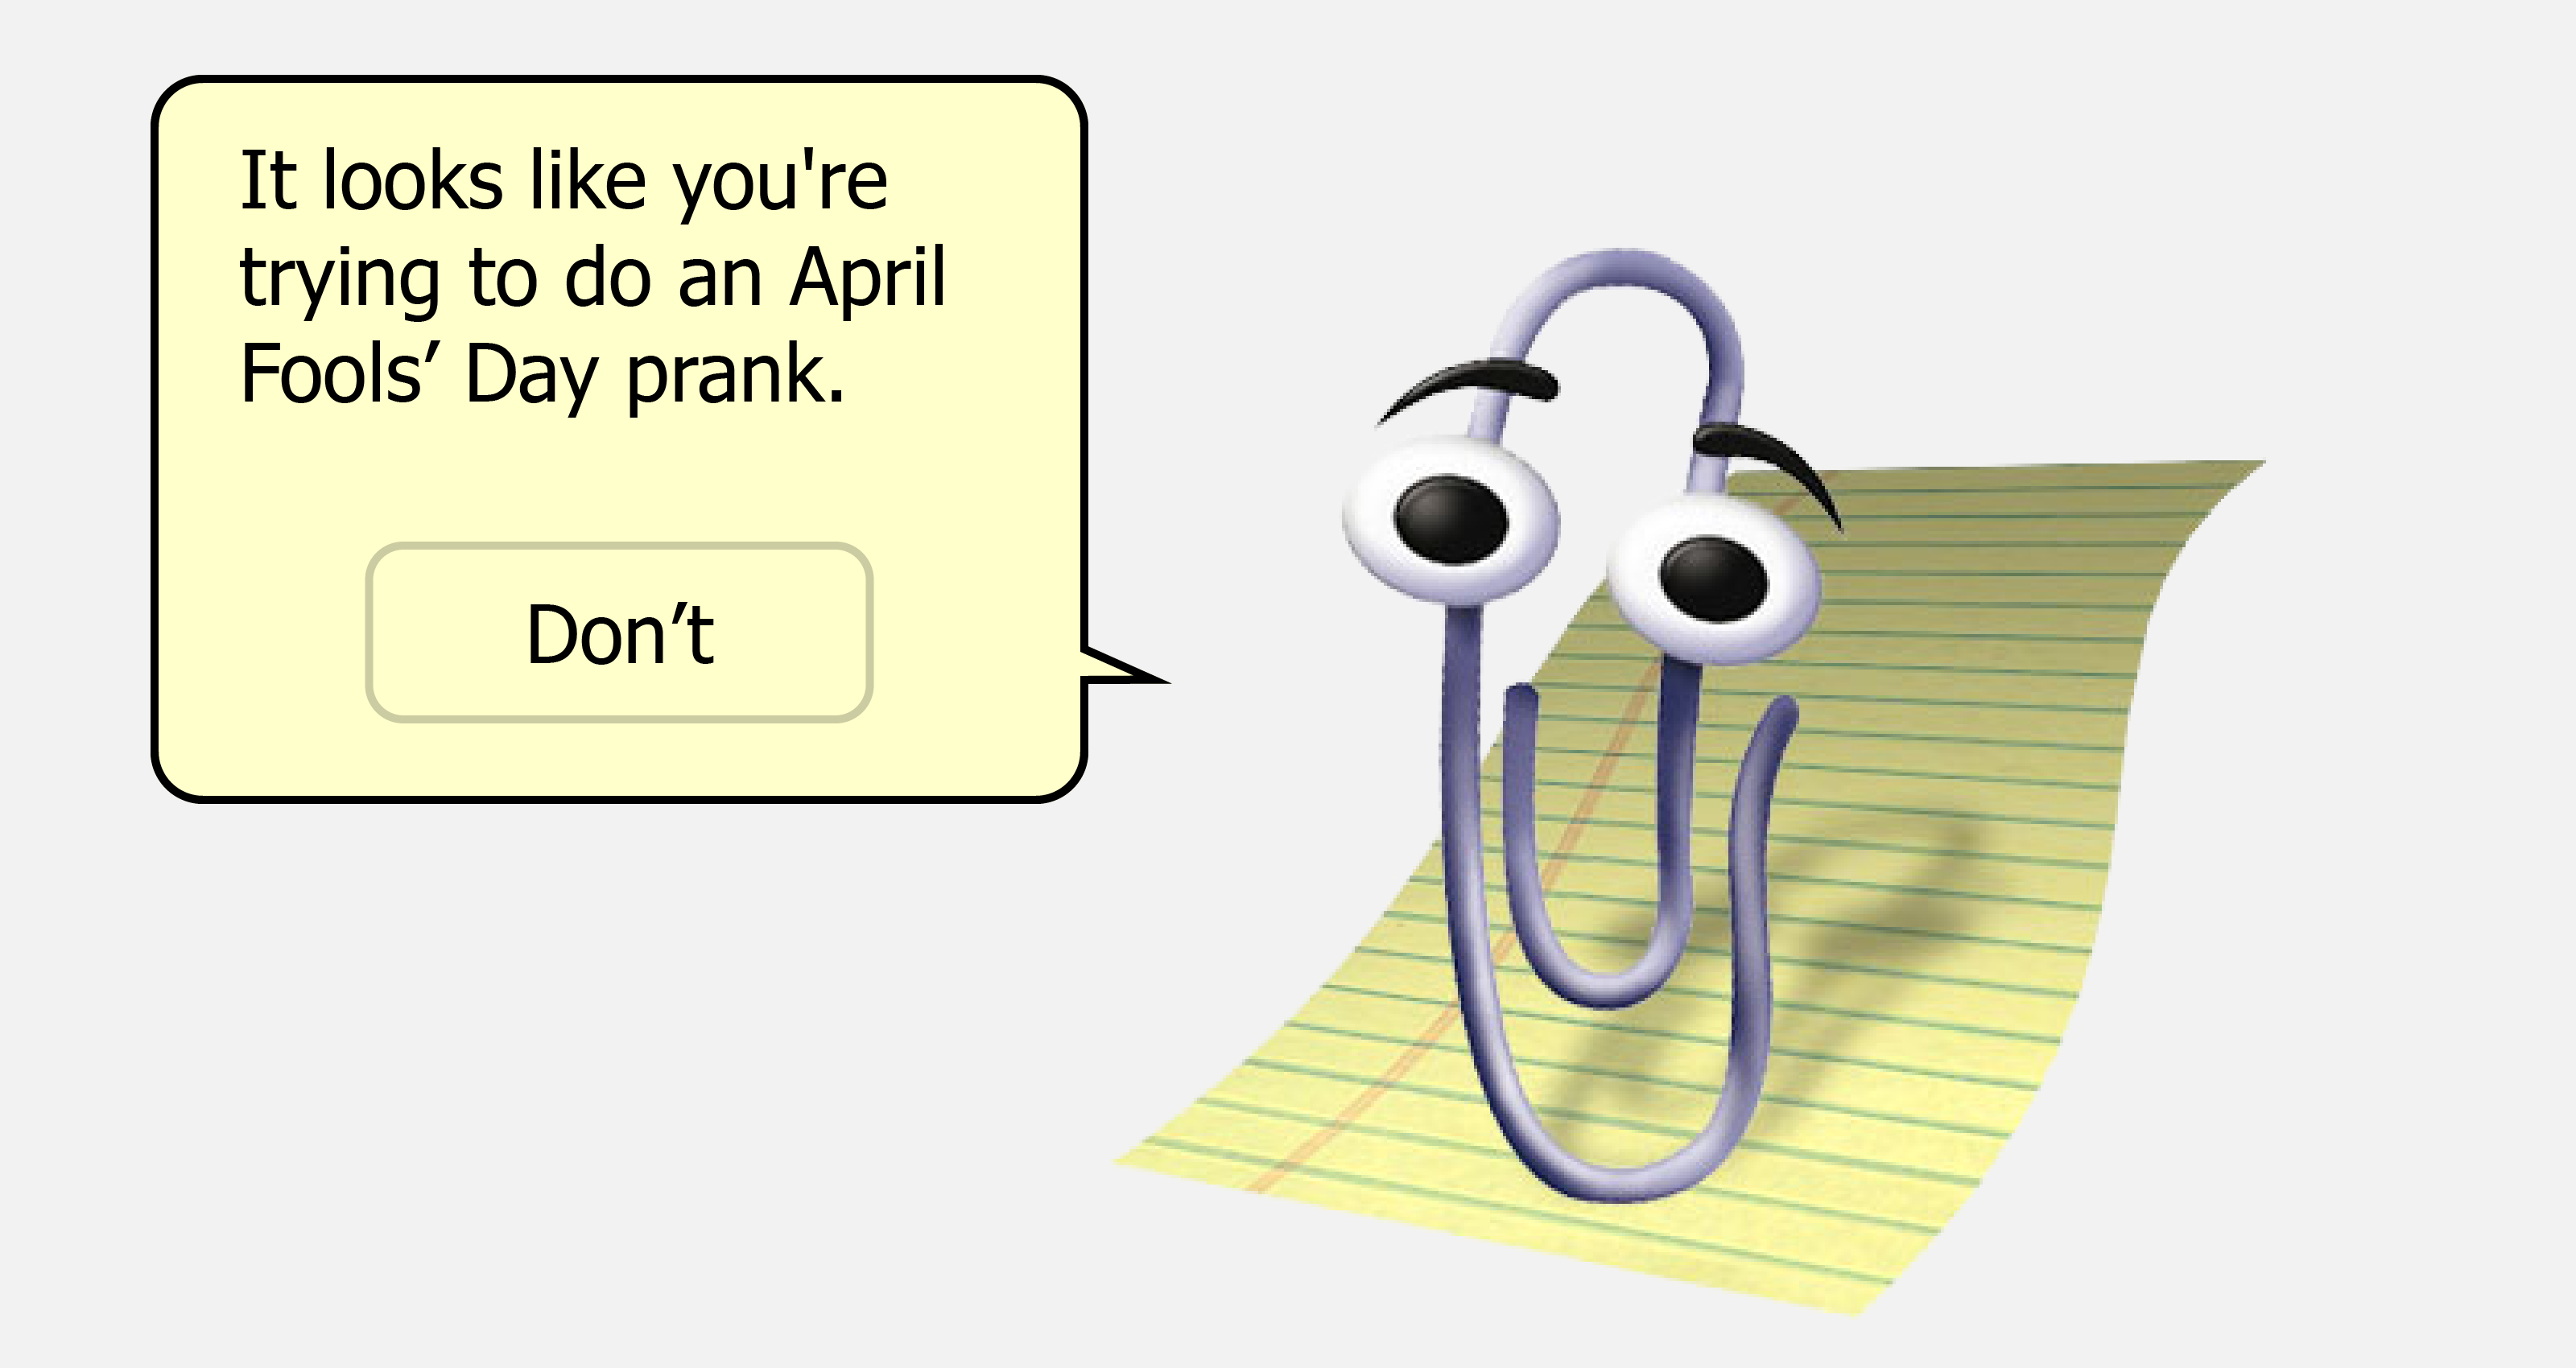 It looks like you're
trying to do an April
Fools’ Day prank.
Don’t